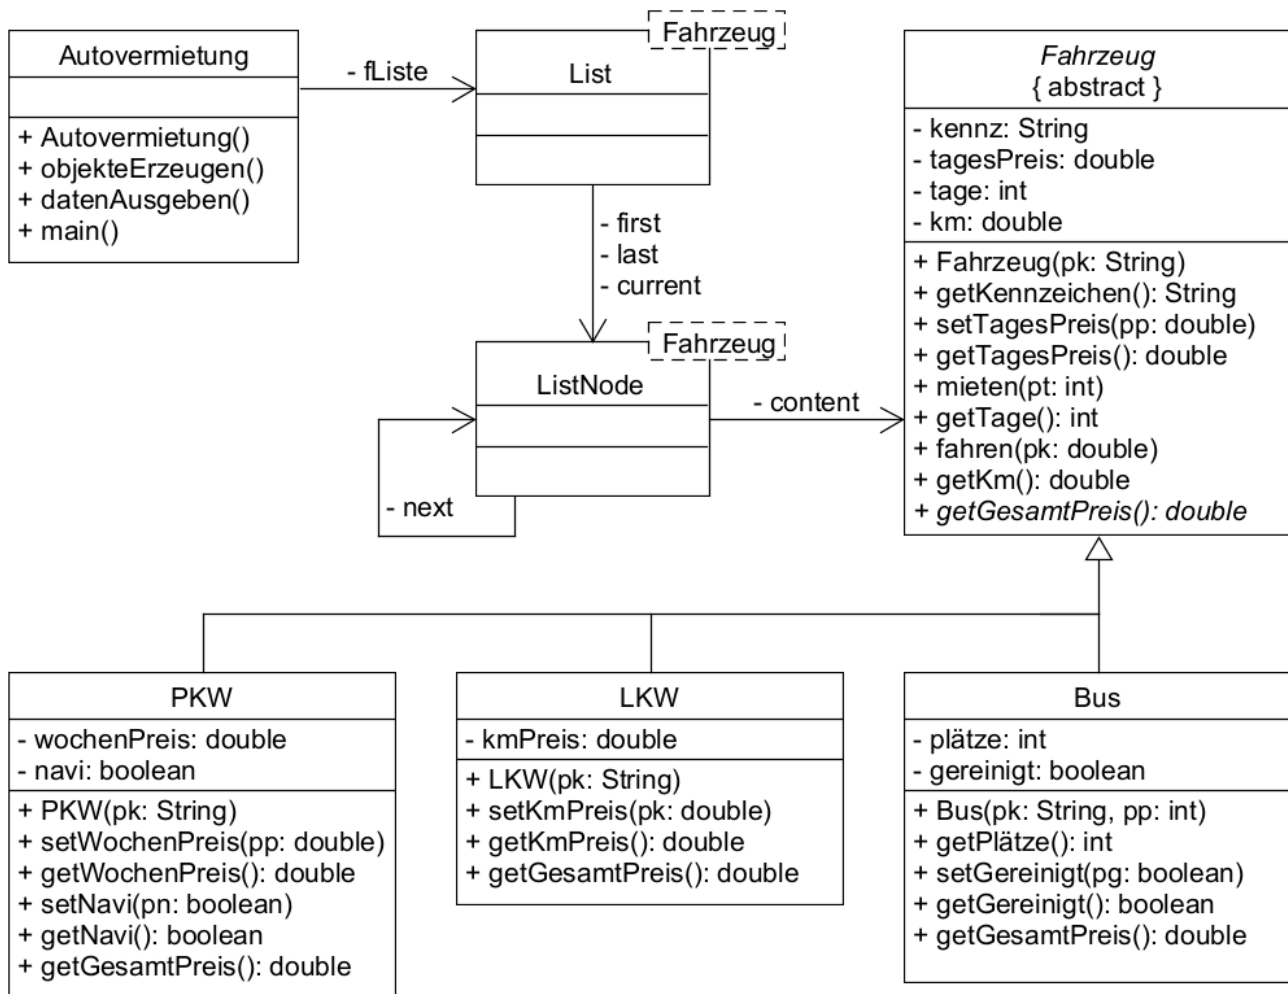 Autovermietung
+ Autovermietung()
+ objekteErzeugen()
+ datenAusgeben()
+ main()
- fListe
Fahrzeug
List
- first
- last
- current
Fahrzeug
ListNode
- next
- content
Fahrzeug
{ abstract }
- kennz: String
- tagesPreis: double
- tage: int
- km: double
+ Fahrzeug(pk: String)
+ getKennzeichen(): String
+ setTagesPreis(pp: double)
+ getTagesPreis(): double
+ mieten(pt: int)
+ getTage(): int
+ fahren(pk: double)
+ getKm(): double
+ getGesamtPreis(): double
PKW
- wochenPreis: double
- navi: boolean
+ PKW(pk: String)
+ setWochenPreis(pp: double)
+ getWochenPreis(): double
+ setNavi(pn: boolean)
+ getNavi(): boolean
+ getGesamtPreis(): double
LKW
- kmPreis: double
+ LKW(pk: String)
+ setKmPreis(pk: double)
+ getKmPreis(): double
+ getGesamtPreis(): double
Bus
- plätze: int
- gereinigt: boolean
+ Bus(pk: String, pp: int)
+ getPlätze(): int
+ setGereinigt(pg: boolean)
+ getGereinigt(): boolean
+ getGesamtPreis(): double